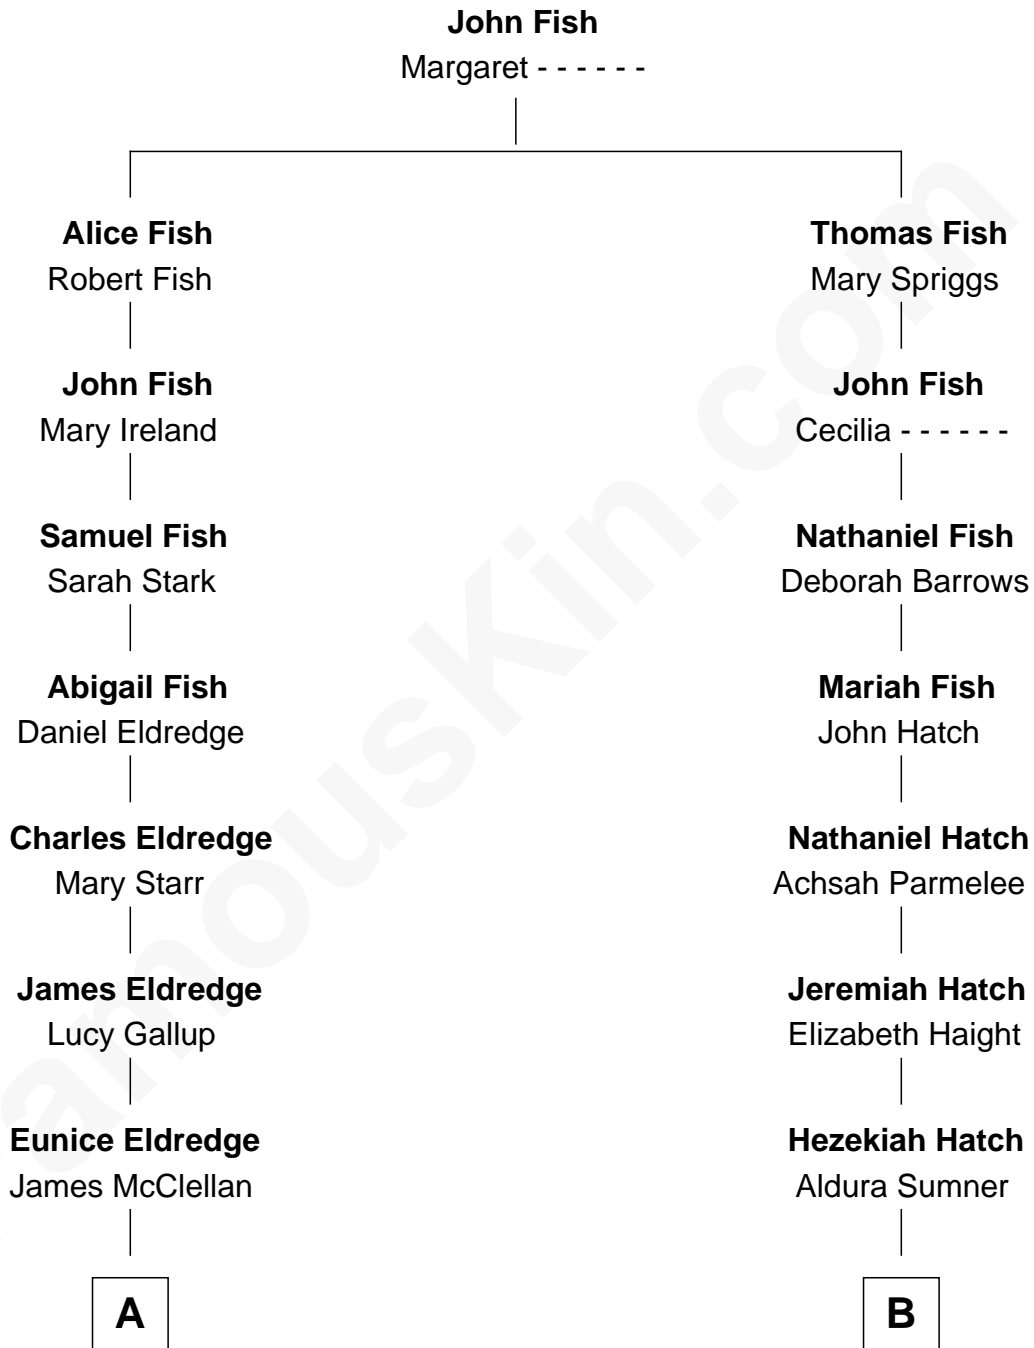 John Fish
Margaret - - - - - -
Alice Fish
Robert Fish
Thomas Fish
Mary Spriggs
John Fish
Mary Ireland
John Fish
Cecilia - - - - - -
Samuel Fish
Sarah Stark
Nathaniel Fish
Deborah Barrows
Abigail Fish
Daniel Eldredge
Mariah Fish
John Hatch
Charles Eldredge
Mary Starr
Nathaniel Hatch
Achsah Parmelee
James Eldredge
Lucy Gallup
Jeremiah Hatch
Elizabeth Haight
Eunice Eldredge
James McClellan
Hezekiah Hatch
Aldura Sumner
A
B
amouskin.com